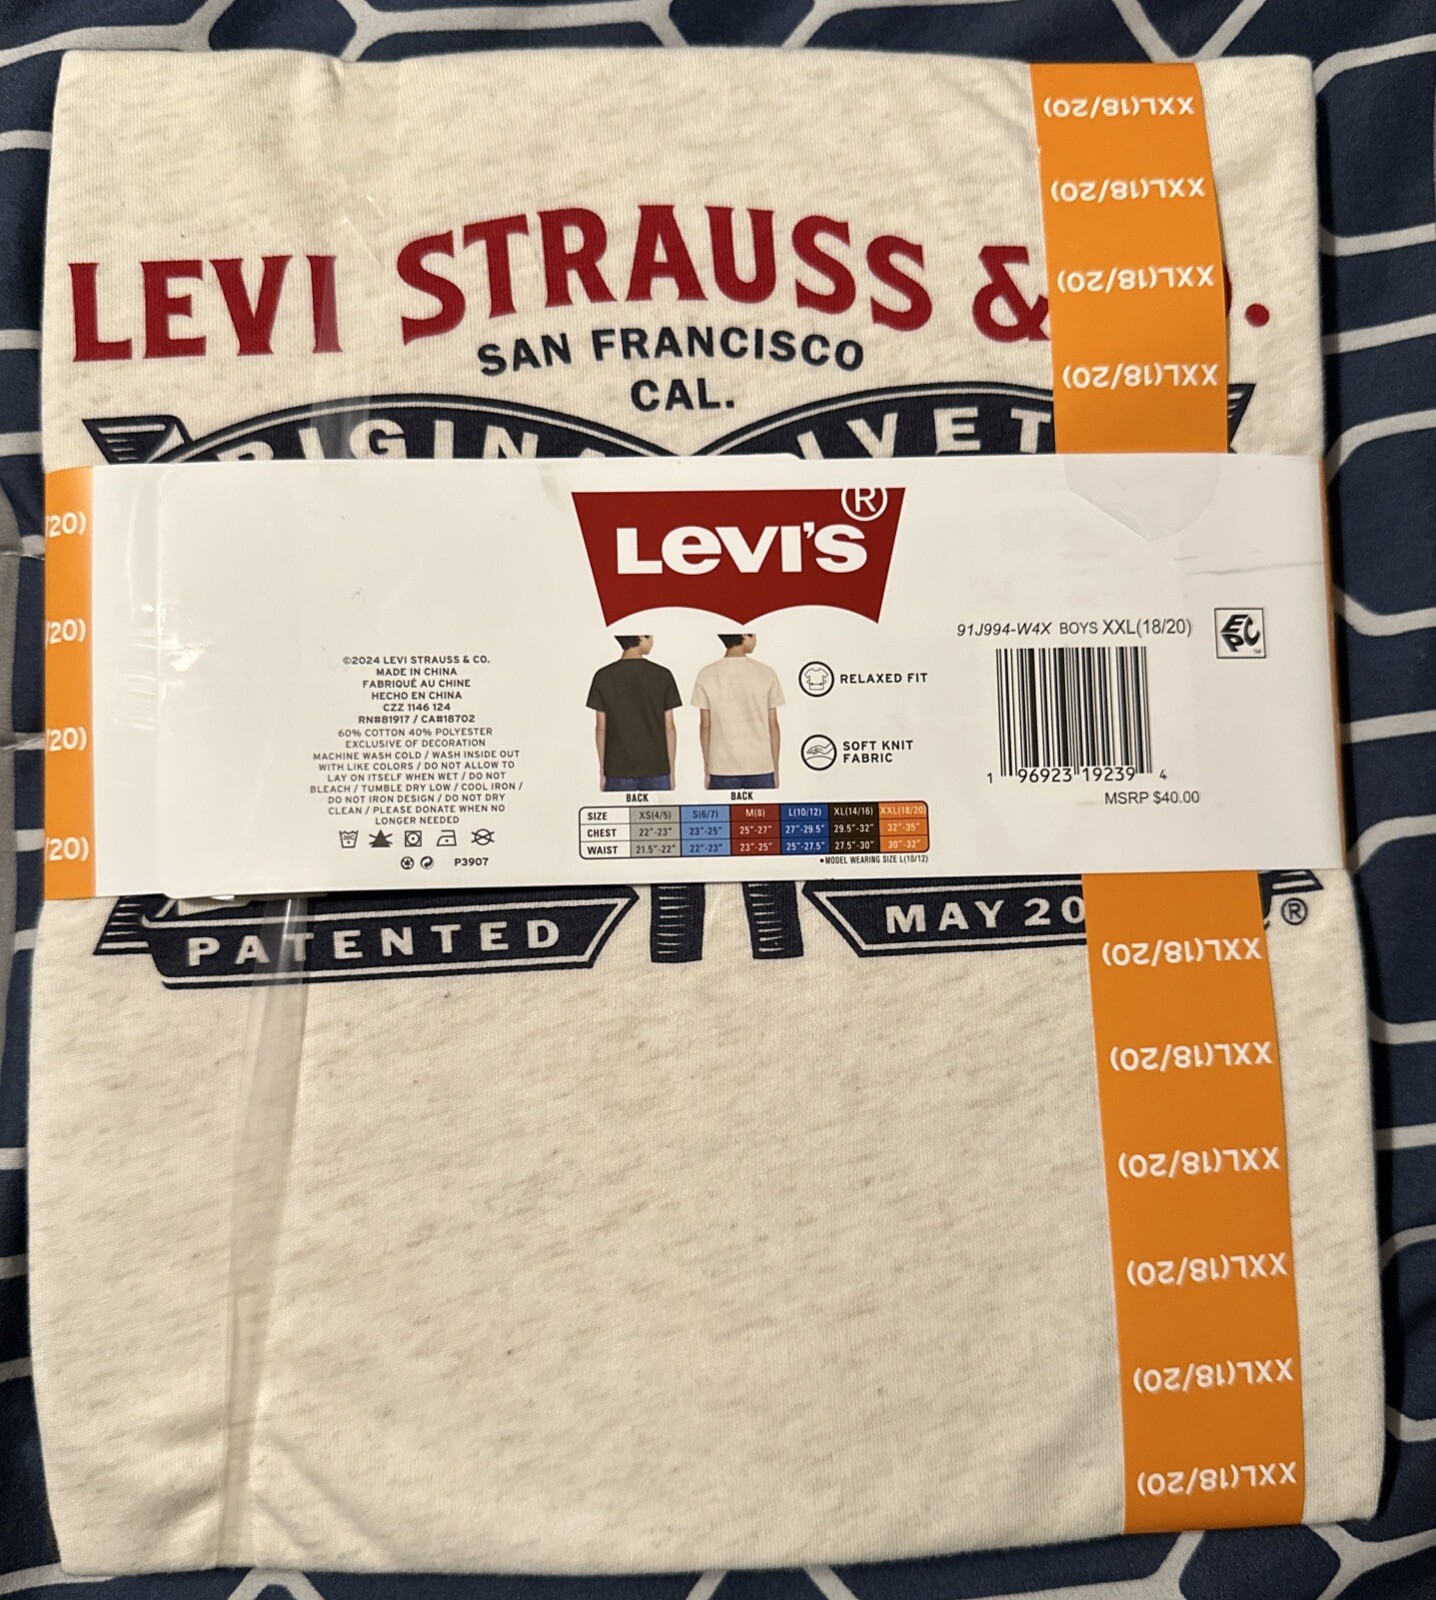 XXL(18/20)
XXL(18/20)
XXL(18/20)
XXL(18/20)
LEVI STRAUSS &
SAN FRANCISCO
CAL.
/20)
/20)
/20)
/20)
LEVI'S®
91J994-W4X BOYS XXL(18/20)
EPC™
©2024 LEVI STRAUSS & CO.
MADE IN CHINA
FABRIQUÉ AU CHINE
HECHO EN CHINA
CZZ 1146 124
RN#81917 / CA#18702
60% COTTON 40% POLYESTER
EXCLUSIVE OF DECORATION
MACHINE WASH COLD / WASH INSIDE OUT
WITH LIKE COLORS / DO NOT ALLOW TO
LAY ON ITSELF WHEN WET / DO NOT
BLEACH / TUMBLE DRY LOW / COOL IRON /
DO NOT IRON DESIGN / DO NOT DRY
CLEAN / PLEASE DONATE WHEN NO
LONGER NEEDED
P3907
BACK
BACK
RELAXED FIT
SOFT KNIT
FABRIC
1 96923 19239 4
MSRP $40.00
SIZE XS(4/5) S(6/7) M(8) L(10/12) XL(14/16) XXL(18/20)
CHEST 22"-23" 23"-25" 25"-27" 27"-29.5" 29.5"-32" 32"-35"
WAIST 21.5"-22" 22"-23" 23"-25" 25"-27.5" 27.5"-30" 30"-32"
•MODEL WEARING SIZE L(10/12)
PATENTED
MAY 20
®
XXL(18/20)
XXL(18/20)
XXL(18/20)
XXL(18/20)
XXL(18/20)
XXL(18/20)